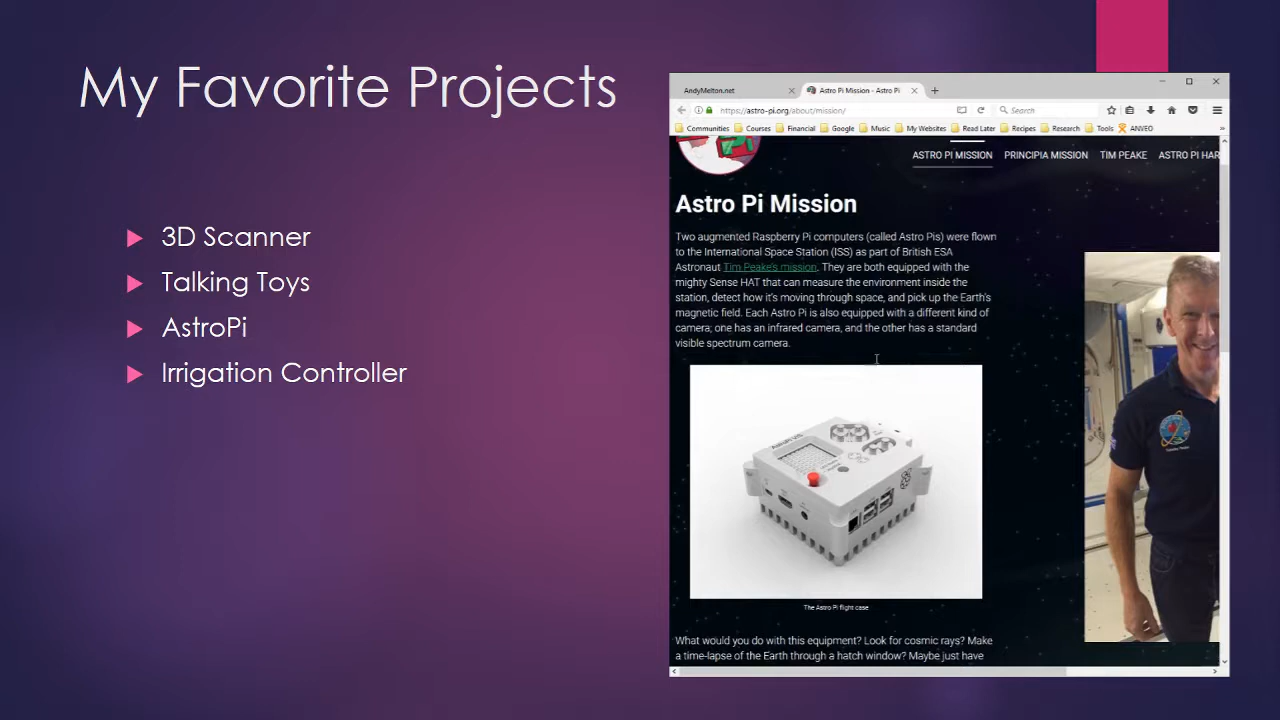 My Favorite Projects
3D Scanner
Talking Toys
AstroPi
Irrigation Controller
AndyMelton.net
Astro Pi Mission - Astro Pi
https://astro-pi.org/about/mission/
Search
Communities Courses Financial Google Music My Websites Read Later Recipes Research Tools ANVEO
ASTRO PI MISSION PRINCIPIA MISSION TIM PEAKE ASTRO PI HAR
Astro Pi Mission
Two augmented Raspberry Pi computers (called Astro Pis) were flown
to the International Space Station (ISS) as part of British ESA
Astronaut Tim Peake's mission. They are both equipped with the
mighty Sense HAT that can measure the environment inside the
station, detect how it's moving through space, and pick up the Earth's
magnetic field. Each Astro Pi is also equipped with a different kind of
camera; one has an infrared camera, and the other has a standard
visible spectrum camera.
The Astro Pi flight case
What would you do with this equipment? Look for cosmic rays? Make
a time-lapse of the Earth through a hatch window? Maybe just have